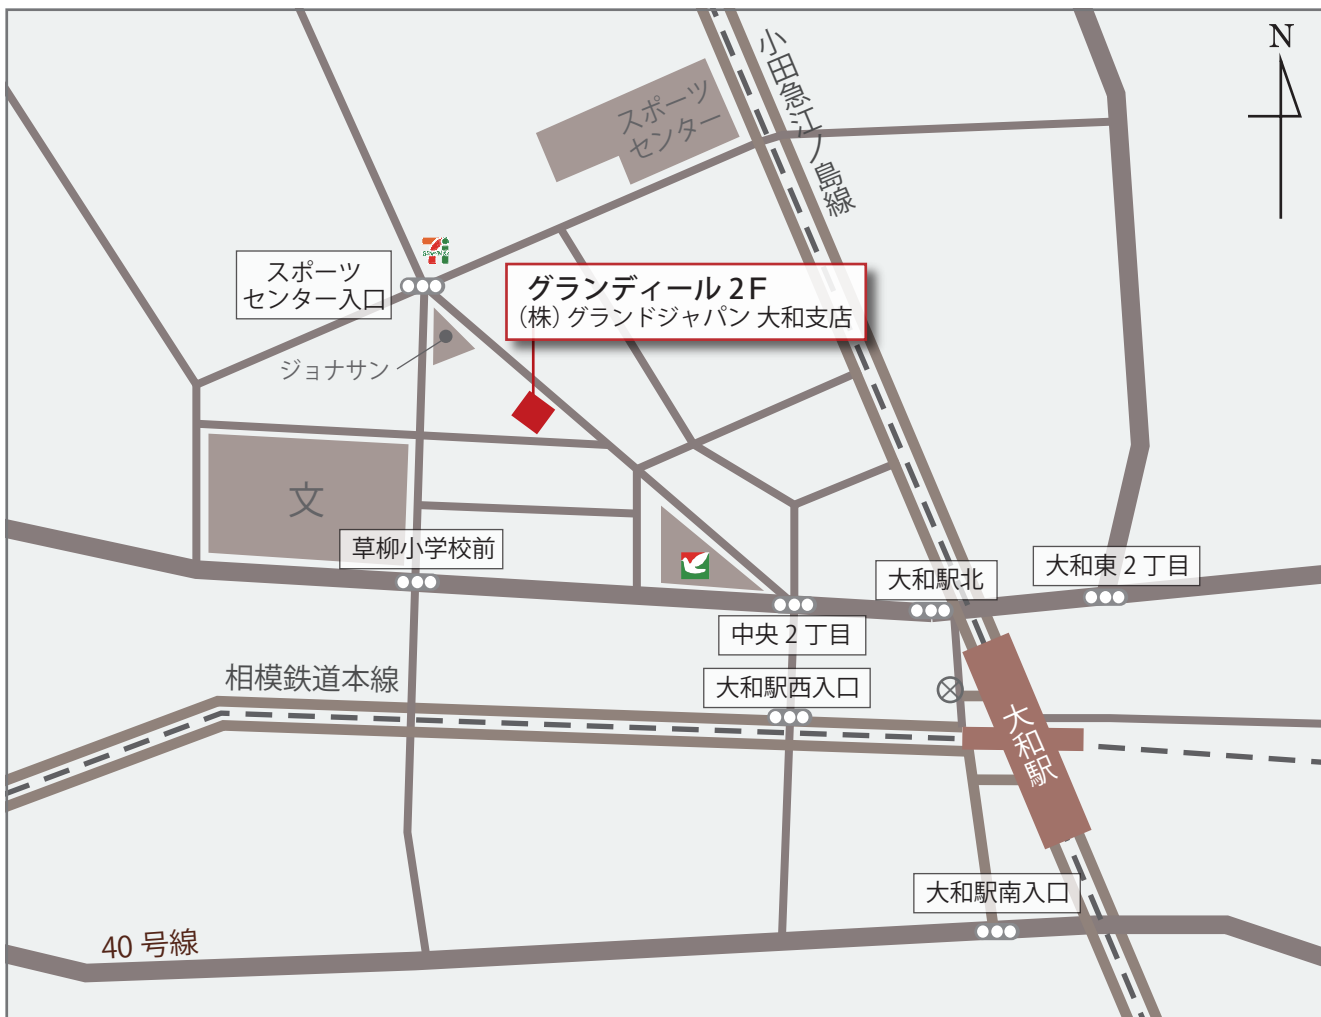 N
小田急江ノ島線
スポーツ
センター
スポーツ
センター入口
グランディール 2F
(株)グランドジャパン 大和支店
ジョナサン
文
草柳小学校前
大和駅北
大和東 2 丁目
中央 2 丁目
相模鉄道本線
大和駅西入口
大和駅
大和駅南入口
40 号線